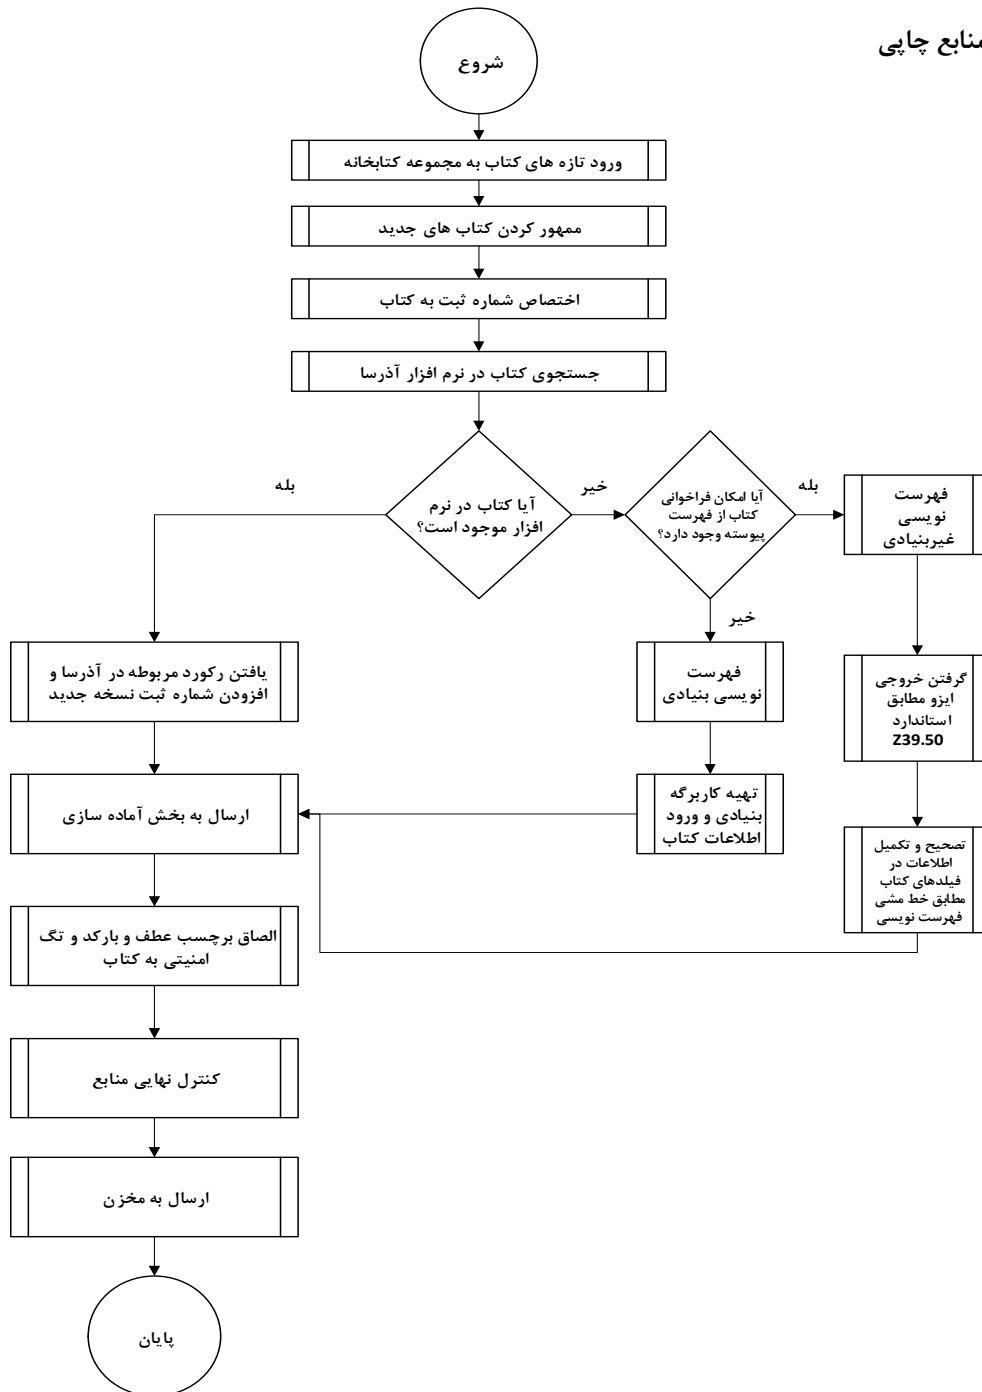 منابع چاپی
شروع
ورود تازه های کتاب به مجموعه کتابخانه
ممهور کردن کتاب های جدید
اختصاص شماره ثبت به کتاب
جستجوی کتاب در نرم افزار آذرسا
آیا کتاب در نرم
افزار موجود است؟
بله
خیر
آیا امکان فراخوانی
کتاب از فهرست
پیوسته وجود دارد؟
بله
خیر
فهرست
نویسی
غیربنیادی
گرفتن خروجی
ایزو مطابق
استاندارد
Z39.50
تصحیح و تکمیل
اطلاعات در
فیلدهای کتاب
مطابق خط مشی
فهرست نویسی
فهرست
نویسی بنیادی
تهیه کاربرگه
بنیادی و ورود
اطلاعات کتاب
یافتن رکورد مربوطه در آذرسا و
افزودن شماره ثبت نسخه جدید
ارسال به بخش آماده سازی
الصاق برچسب عطف و بارکد و تگ
امنیتی به کتاب
کنترل نهایی منابع
ارسال به مخزن
پایان